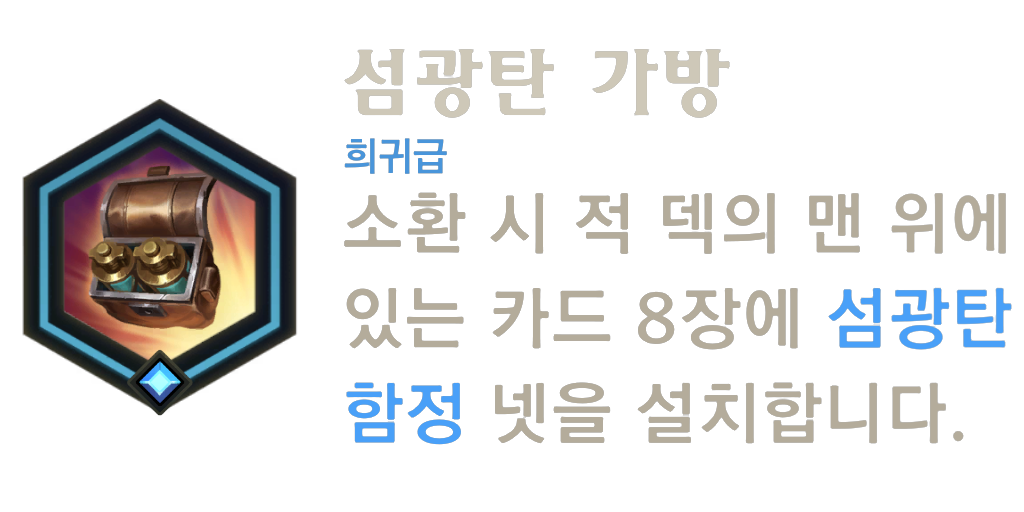 섬광탄 가방
희귀급
소환 시 적 덱의 맨 위에
있는 카드 8장에 섬광탄
함정 넷을 설치합니다.